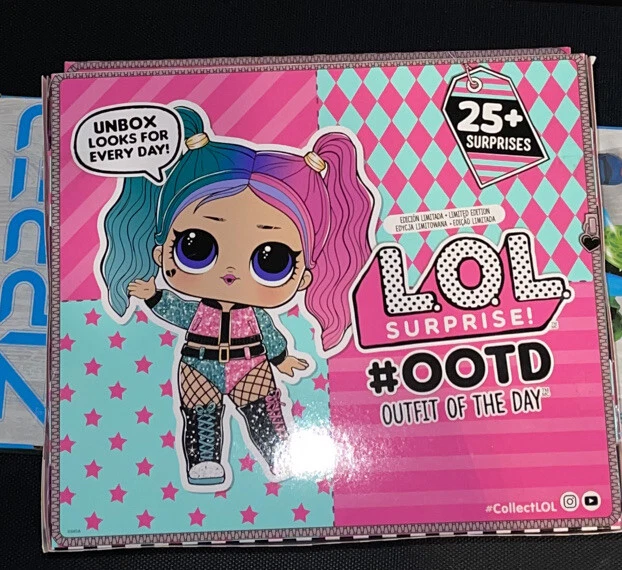 UNBOX
LOOKS FOR
EVERY DAY!
25+
SURPRISES
EDICIÓN LIMITADA • LIMITED EDITION
EDYCJA LIMITOWANA • EDIÇÃO LIMITADA
L.O.L.
SURPRISE!
#OOTD
OUTFIT OF THE DAY
#CollectLOL